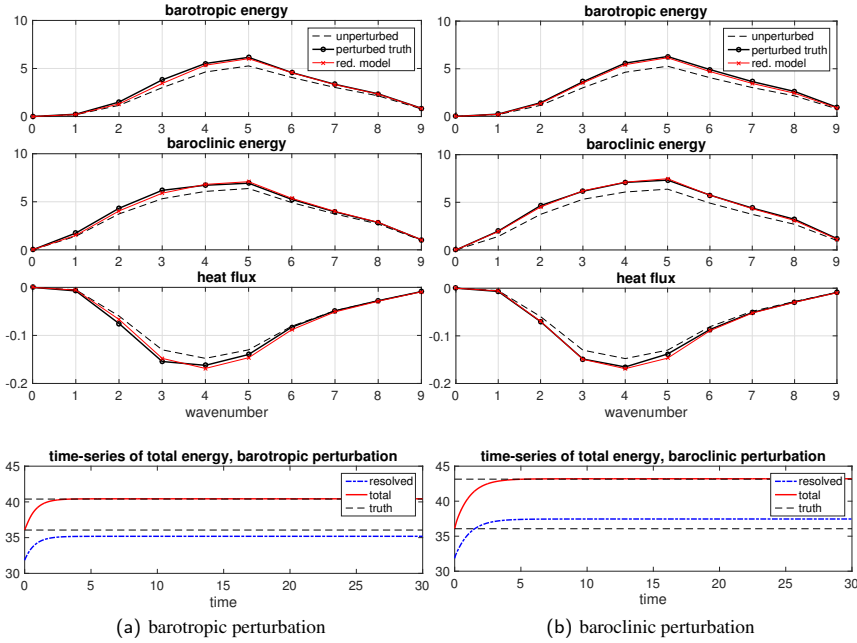 barotropic energy
10
5
0
unperturbed
perturbed truth
red. model
0 1 2 3 4 5 6 7 8 9
baroclinic energy
10
5
0
0 1 2 3 4 5 6 7 8 9
heat flux
0
-0.1
-0.2
0 1 2 3 4 5 6 7 8 9
wavenumber
time-series of total energy, barotropic perturbation
45
40
35
30
resolved
total
truth
0 5 10 15 20 25 30
time
(a) barotropic perturbation
barotropic energy
10
5
0
unperturbed
perturbed truth
red. model
0 1 2 3 4 5 6 7 8 9
baroclinic energy
10
5
0
0 1 2 3 4 5 6 7 8 9
heat flux
0
-0.1
-0.2
0 1 2 3 4 5 6 7 8 9
wavenumber
time-series of total energy, baroclinic perturbation
45
40
35
30
resolved
total
truth
0 5 10 15 20 25 30
time
(b) baroclinic perturbation